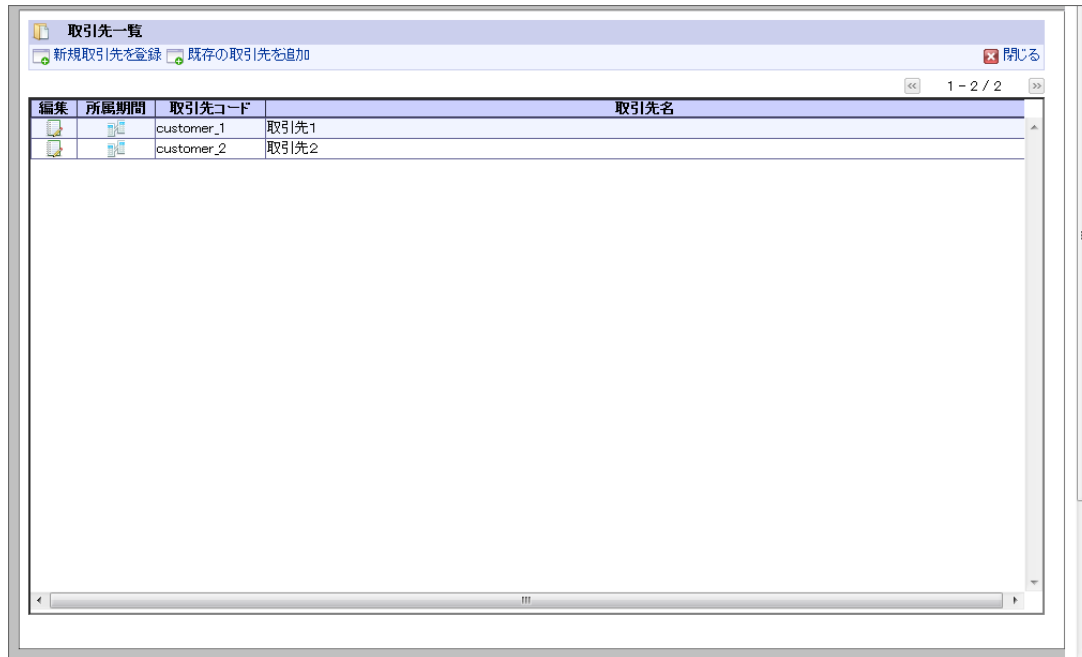 取引先一覧
新規取引先を登録 既存の取引先を追加 閉じる
1 - 2 / 2
編集 所属期間 取引先コード 取引先名
customer_1 取引先1
customer_2 取引先2